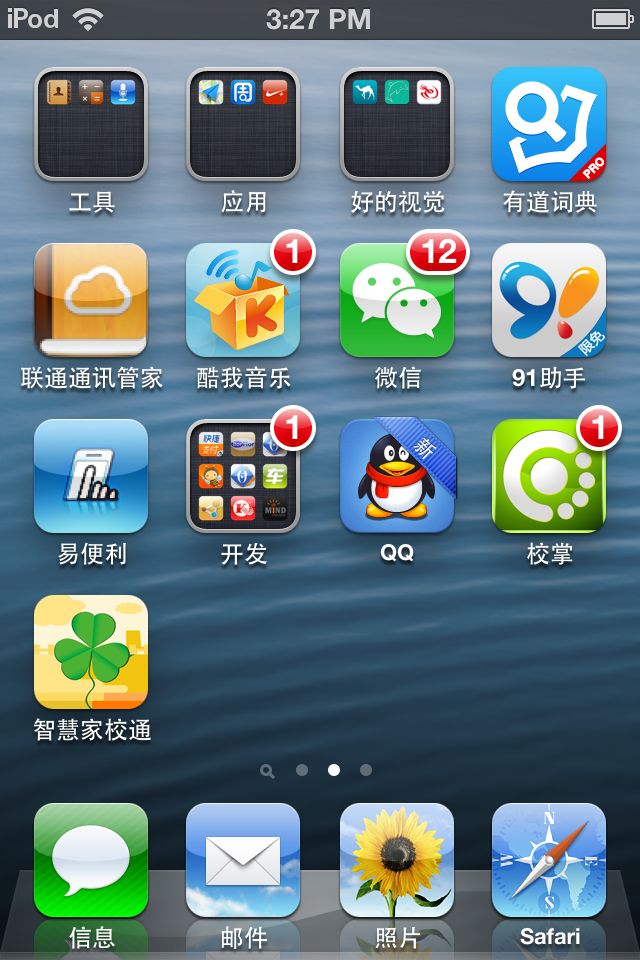 iPod
3:27 PM
工具
应用
好的视觉
PRO
有道词典
联通通讯管家
1
K
酷我音乐
12
微信
91
限免
91助手
易便利
1
快捷
支付
车
K
MIND
开发
新
QQ
1
校掌
智慧家校通
信息
邮件
照片
N
S
Safari